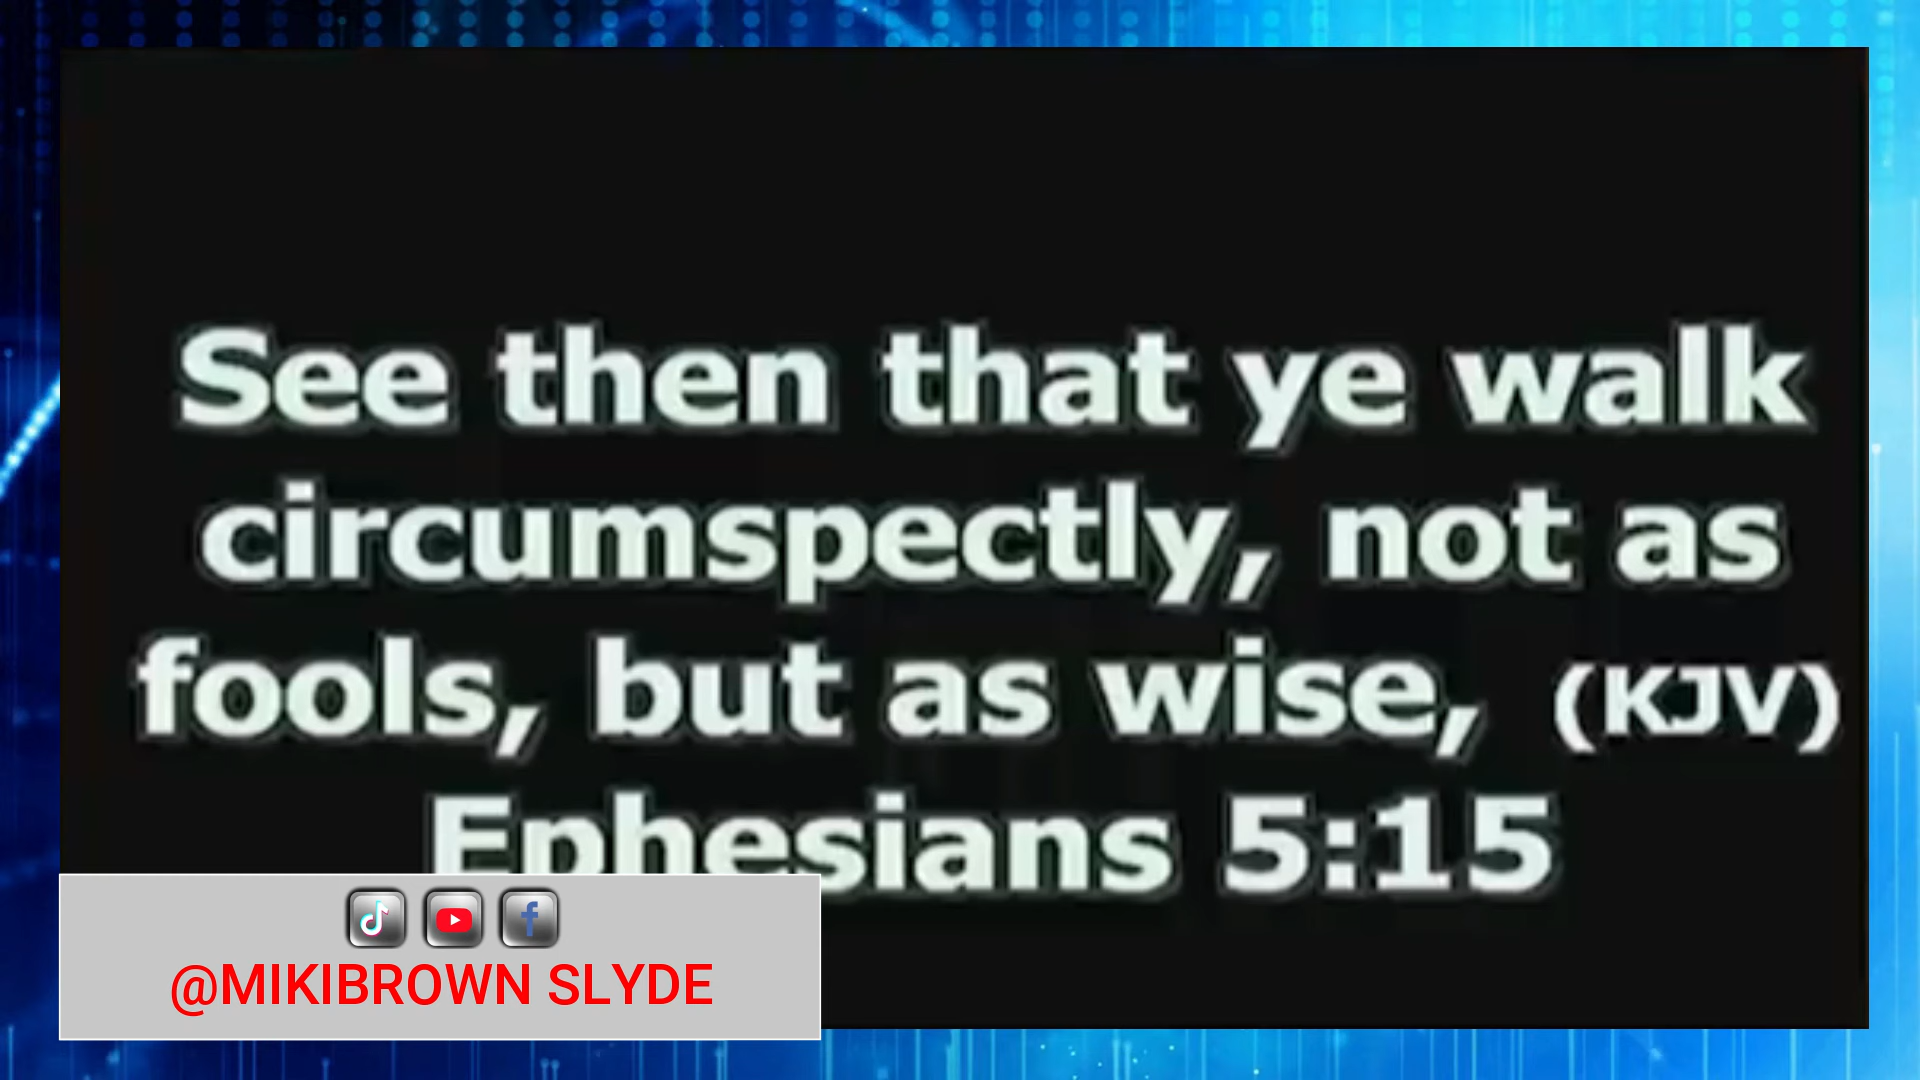 See then that ye walk
circumspectly, not as
fools, but as wise, (KJV)
Ephesians 5:15
@MIKIBROWN SLYDE